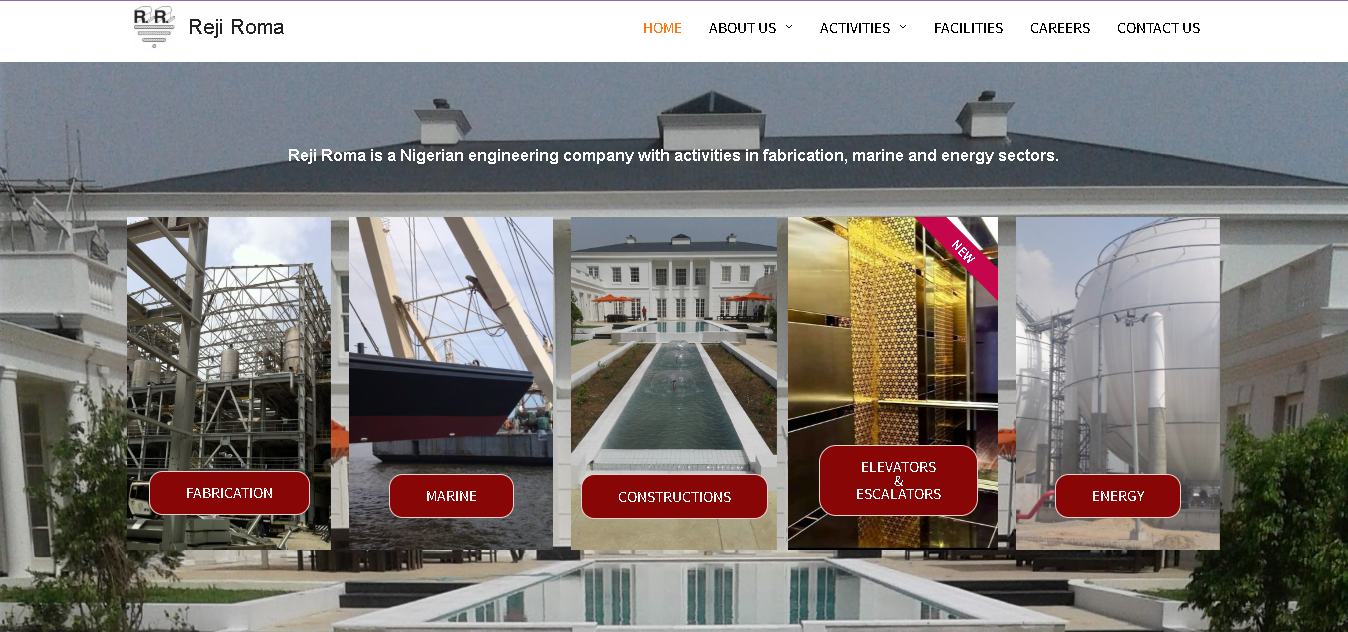 R. R.
Reji Roma
HOME
ABOUT US
ACTIVITIES
FACILITIES
CAREERS
CONTACT US
Reji Roma is a Nigerian engineering company with activities in fabrication, marine and energy sectors.
NEW
FABRICATION
MARINE
CONSTRUCTIONS
ELEVATORS
&
ESCALATORS
ENERGY